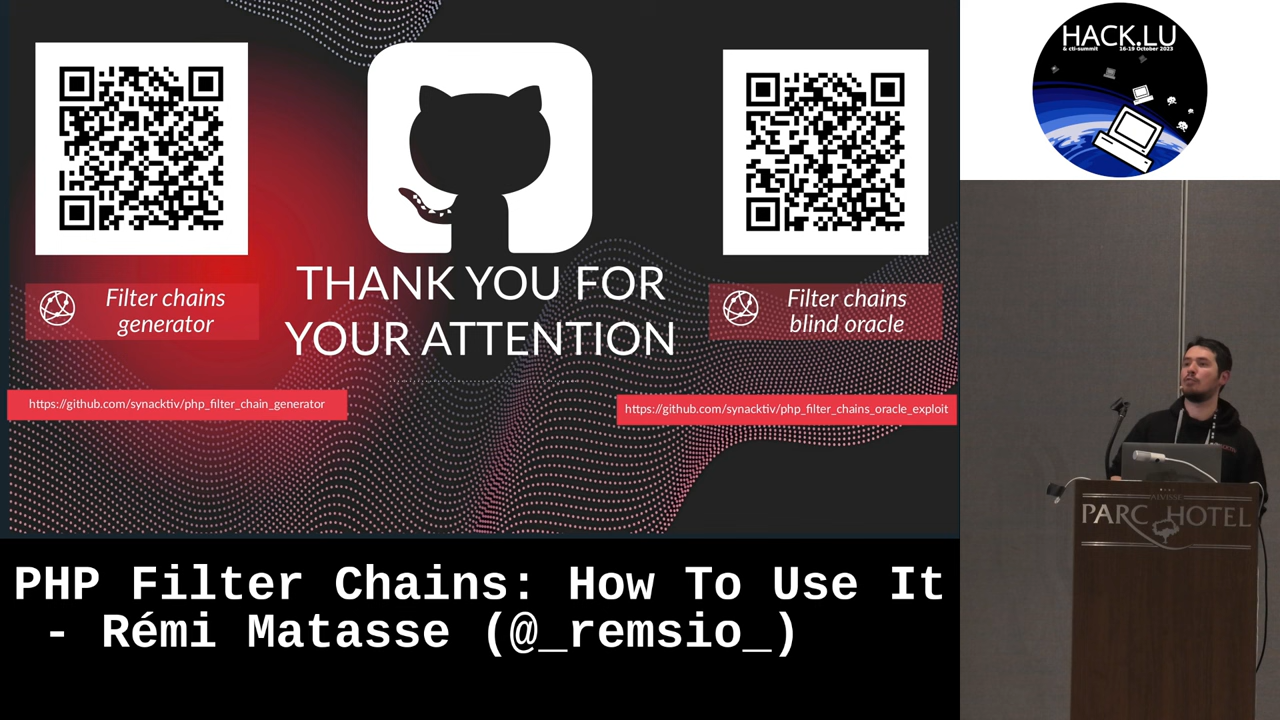 HACK.LU
& cti-summit 16-19 October 2023
Filter chains
generator
THANK YOU FOR
YOUR ATTENTION
Filter chains
blind oracle
https://github.com/synacktiv/php_filter_chain_generator
https://github.com/synacktiv/php_filter_chains_oracle_exploit
ALVISSE
PARC HOTEL
PHP Filter Chains: How To Use It
- Rémi Matasse (@_remsio_)